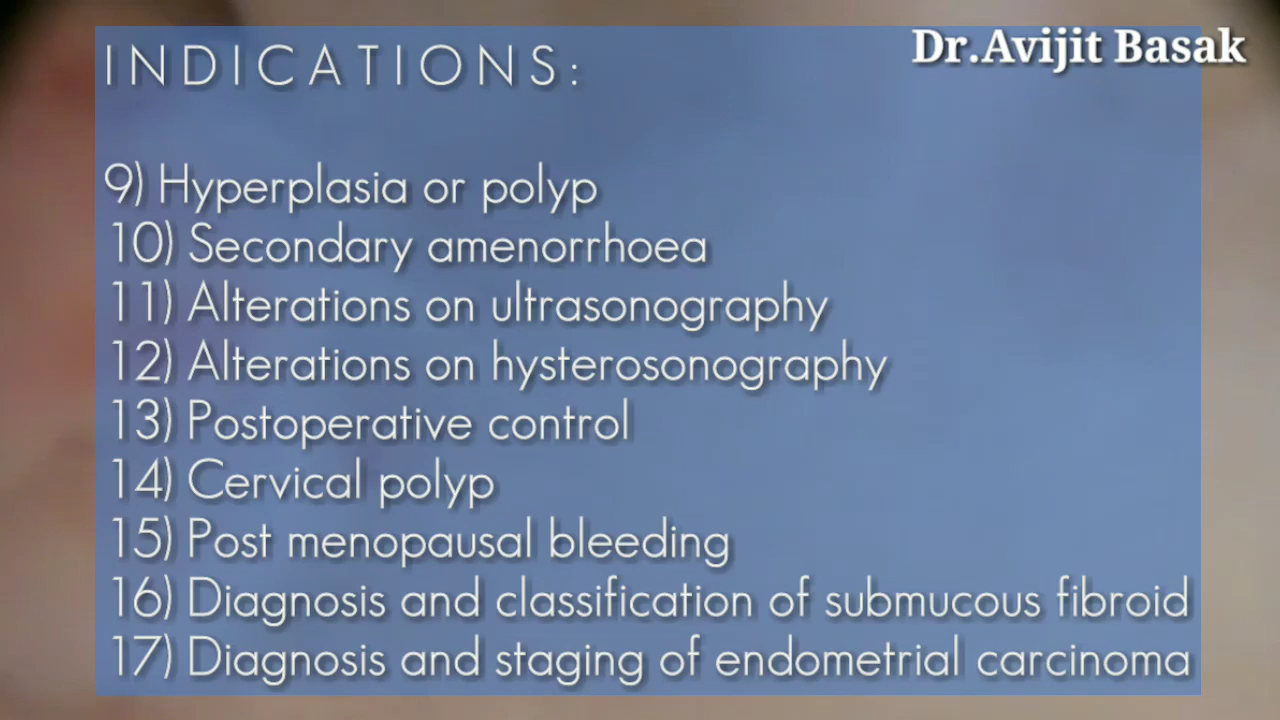 INDICATIONS:
Dr.Avijit Basak
9) Hyperplasia or polyp
10) Secondary amenorrhoea
11) Alterations on ultrasonography
12) Alterations on hysterosonography
13) Postoperative control
14) Cervical polyp
15) Post menopausal bleeding
16) Diagnosis and classification of submucous fibroid
17) Diagnosis and staging of endometrial carcinoma